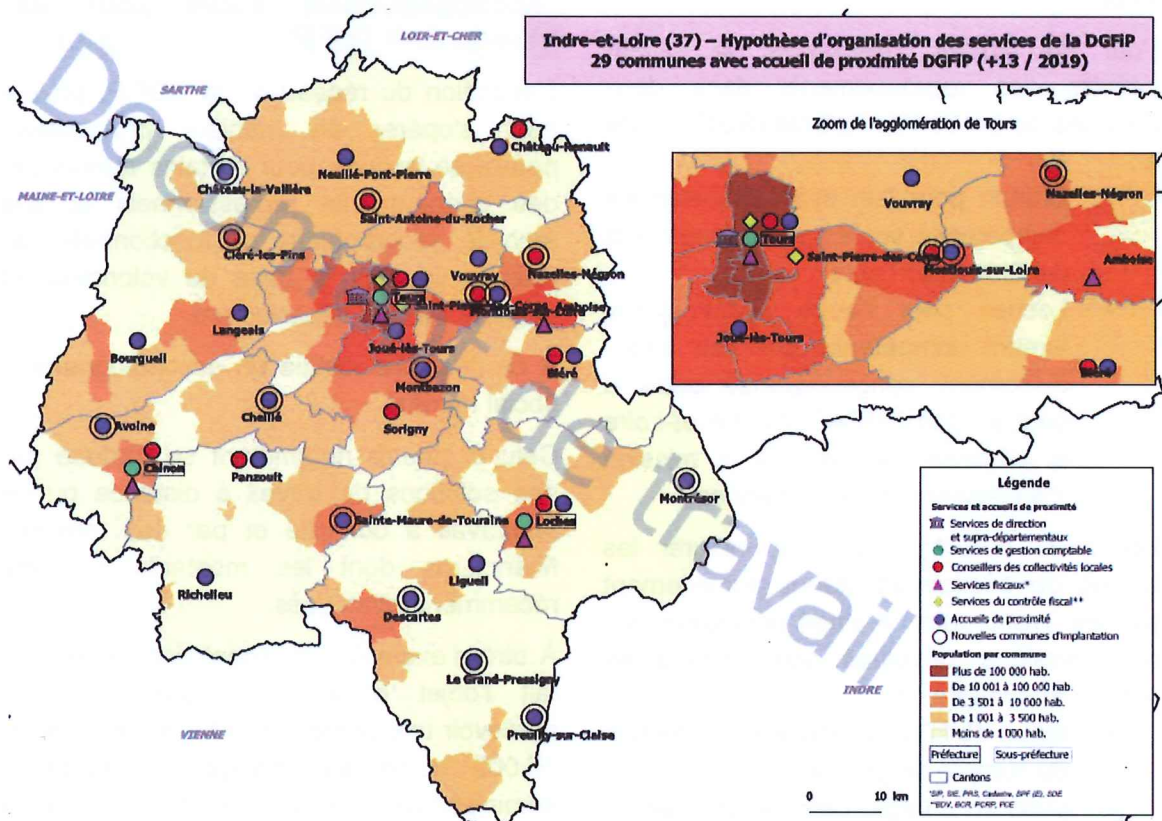 Indre-et-Loire (37) – Hypothèse d'organisation des services de la DGFiP
29 communes avec accueil de proximité DGFiP (+13 / 2019)
Document de travail
LOIR-ET-CHER
SARTHE
MAINE-ET-LOIRE
VIENNE
INDRE
Château-Renault
Neuillé-Pont-Pierre
Château-la-Vallière
Saint-Antoine-du-Rocher
Cléré-les-Pins
Vouvray
Nazelles-Négron
Tours
Saint-Pierre-des-Corps
Montlouis-sur-Loire
Amboise
Langeais
Joué-lès-Tours
Bourgueil
Bléré
Montbazon
Cheillé
Avoine
Sorigny
Chinon
Panzoult
Montrésor
Loches
Sainte-Maure-de-Touraine
Ligueil
Richelieu
Descartes
Le Grand-Pressigny
Preuilly-sur-Claise
Zoom de l'agglomération de Tours
Nazelles-Négron
Vouvray
Tours
Saint-Pierre-des-Corps
Montlouis-sur-Loire
Amboise
Joué-lès-Tours
Bléré
Légende
Services et accueils de proximité
Services de direction
et supra-départementaux
Services de gestion comptable
Conseillers des collectivités locales
Services fiscaux*
Services du contrôle fiscal**
Accueils de proximité
Nouvelles communes d'implantation
Population par commune
Plus de 100 000 hab.
De 10 001 à 100 000 hab.
De 3 501 à 10 000 hab.
De 1 001 à 3 500 hab.
Moins de 1 000 hab.
Préfecture
Sous-préfecture
Cantons
*SIP, SIE, PRS, Cadastre, SPF (E), SDE
**BDV, BCR, PCRP, PCE
0 10 km